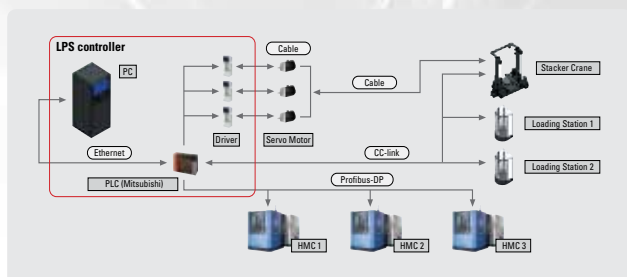 LPS controller
PC
Cable
Cable
Stacker Crane
Loading Station 1
Driver
Servo Motor
Ethernet
CC-link
Loading Station 2
PLC (Mitsubishi)
Profibus-DP
HMC 1
HMC 2
HMC 3